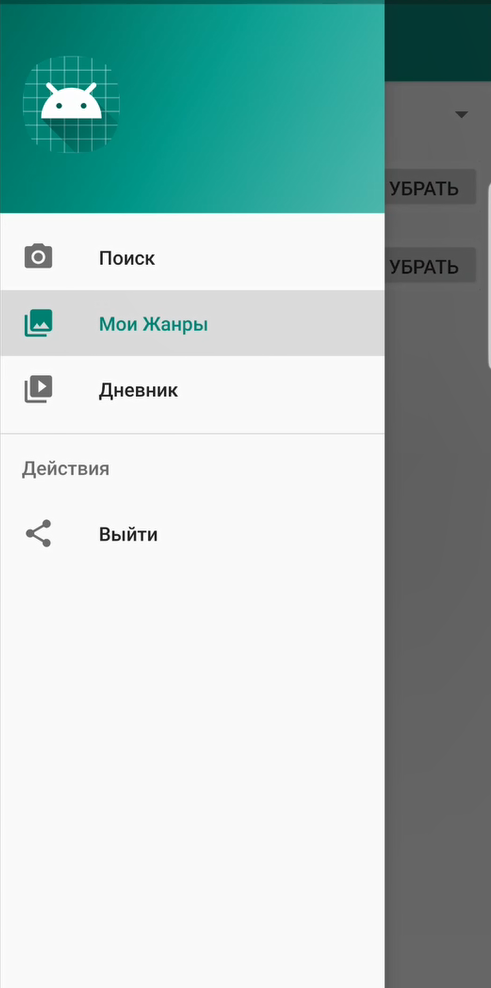 УБРАТЬ
УБРАТЬ
Поиск
Мои Жанры
Дневник
Действия
Выйти